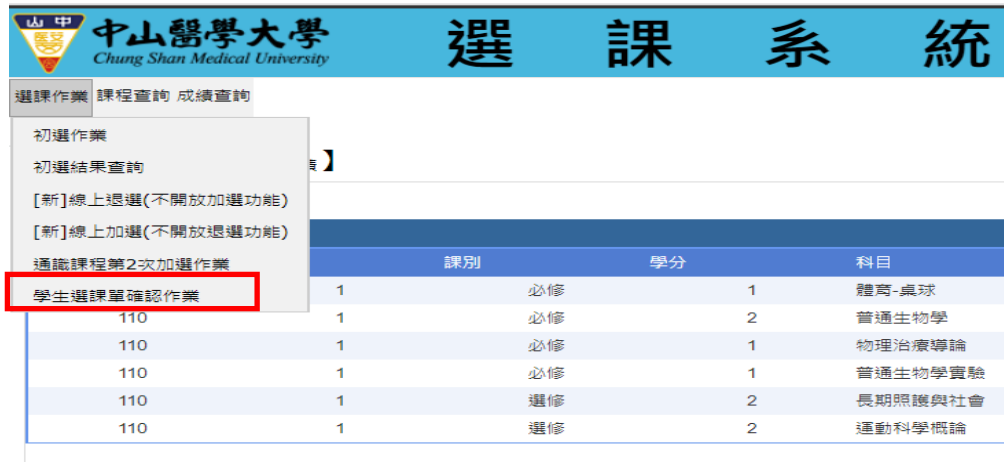 山中
醫
中山醫學大學
Chung Shan Medical University
選課系統
選課作業 課程查詢 成績查詢
初選作業
初選結果查詢
】
[新]線上退選(不開放加選功能)
[新]線上加選(不開放退選功能)
通識課程第2次加選作業
學生選課單確認作業
課別 學分 科目
1 必修 1 體育-桌球
110 1 必修 2 普通生物學
110 1 必修 1 物理治療導論
110 1 必修 1 普通生物學實驗
110 1 選修 2 長期照護與社會
110 1 選修 2 運動科學概論